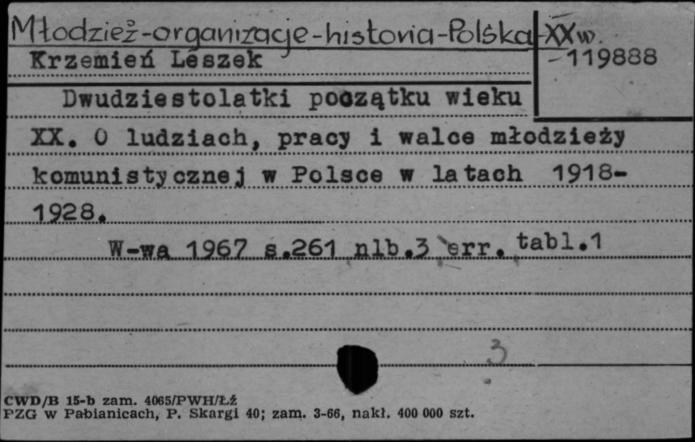 Młodzież-organizacje-historia-Polska-XXw.
Krzemień Leszek
-119888
Dwudziestolatki początku wieku
XX. O ludziach, pracy i walce młodzieży
komunistycznej w Polsce w latach 1918-
1928.
W-wa 1967 s.261 nlb.3 err. tabl.1
3
CWD/B 15-b zam. 4065/PWH/Łź
PZG w Pabianicach, P. Skargi 40; zam. 3-66, nakł. 400 000 szt.